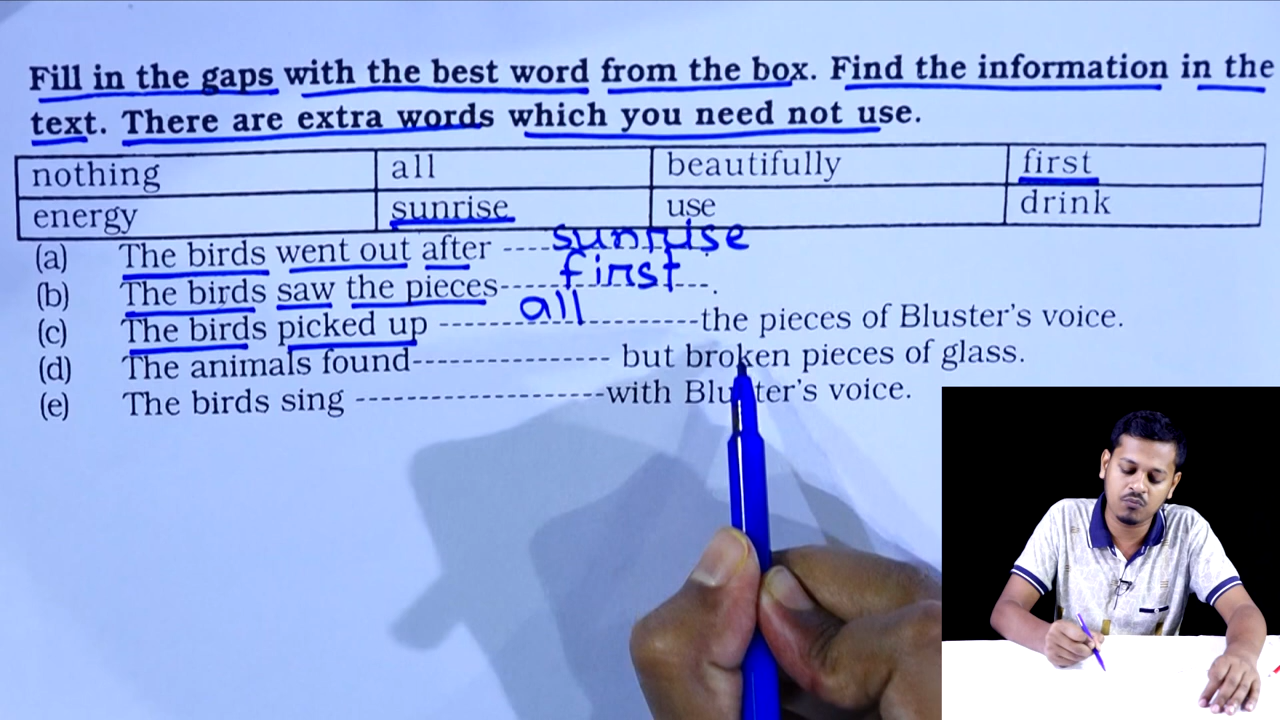 Fill in the gaps with the best word from the box. Find the information in the
text. There are extra words which you need not use.
nothing all beautifully first
energy sunrise use drink
(a) The birds went out after ---- sunrise
(b) The birds saw the pieces----- first ---.
(c) The birds picked up ------- all ---------the pieces of Bluster's voice.
(d) The animals found---------------- but broken pieces of glass.
(e) The birds sing --------------------with Bluster's voice.